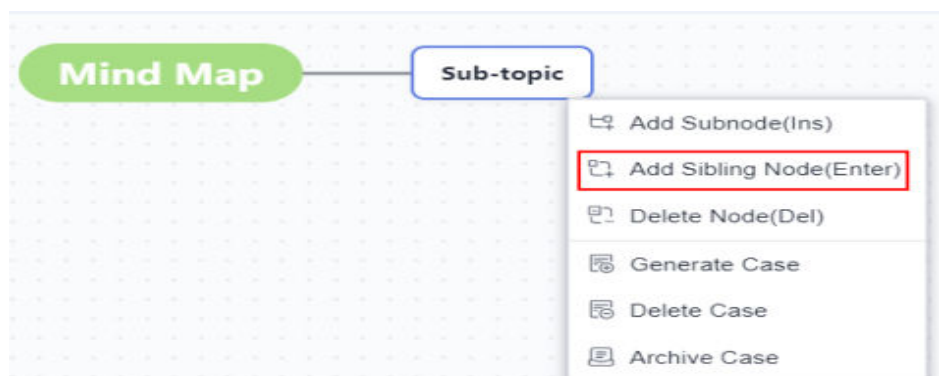 Mind Map
Sub-topic
Add Subnode(Ins)
Add Sibling Node(Enter)
Delete Node(Del)
Generate Case
Delete Case
Archive Case